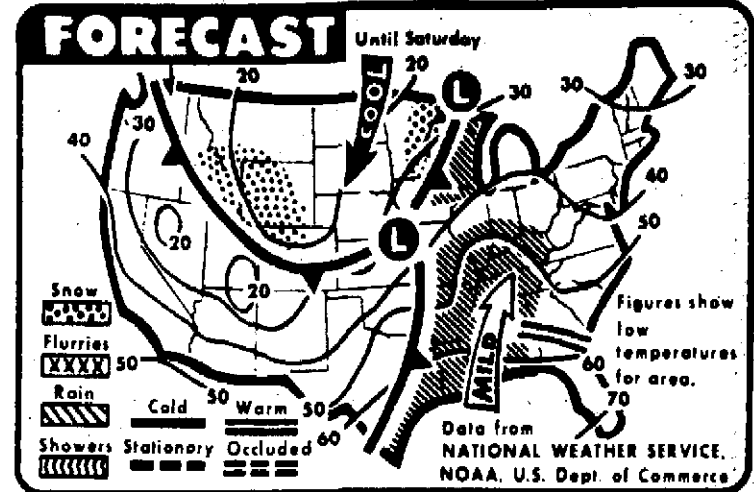 FORECAST
Until Saturday
20
20
COOL
L
30
30
30
30
40
40
L
50
20
20
Snow
Flurries
50
50
Rain
Cold
Warm
50
60
Showers
Stationary
Occluded
MILD
60
70
Figures show
low
temperatures
for area.
Data from
NATIONAL WEATHER SERVICE,
NOAA, U.S. Dept. of Commerce